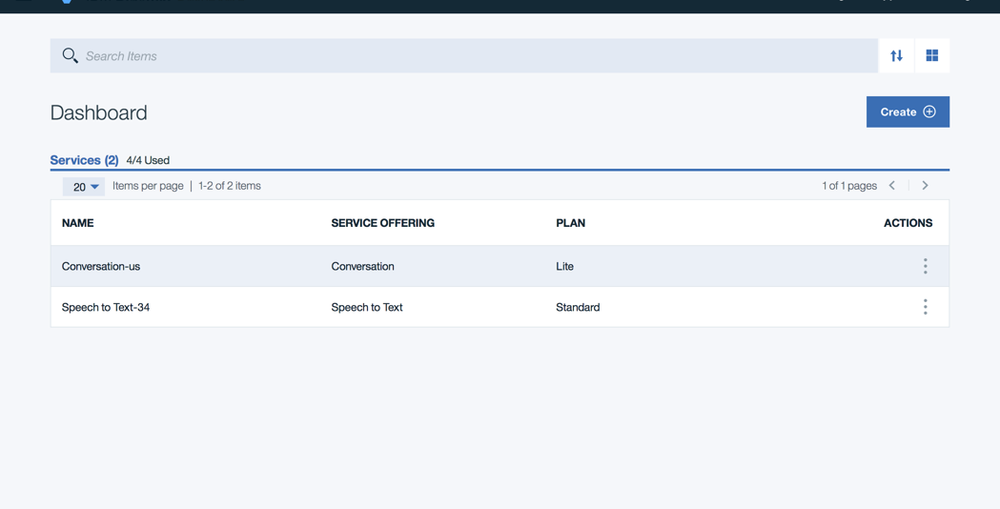 Search Items
Dashboard
Create
Services (2) 4/4 Used
20 Items per page | 1-2 of 2 items 1 of 1 pages
NAME SERVICE OFFERING PLAN ACTIONS
Conversation-us Conversation Lite
Speech to Text-34 Speech to Text Standard